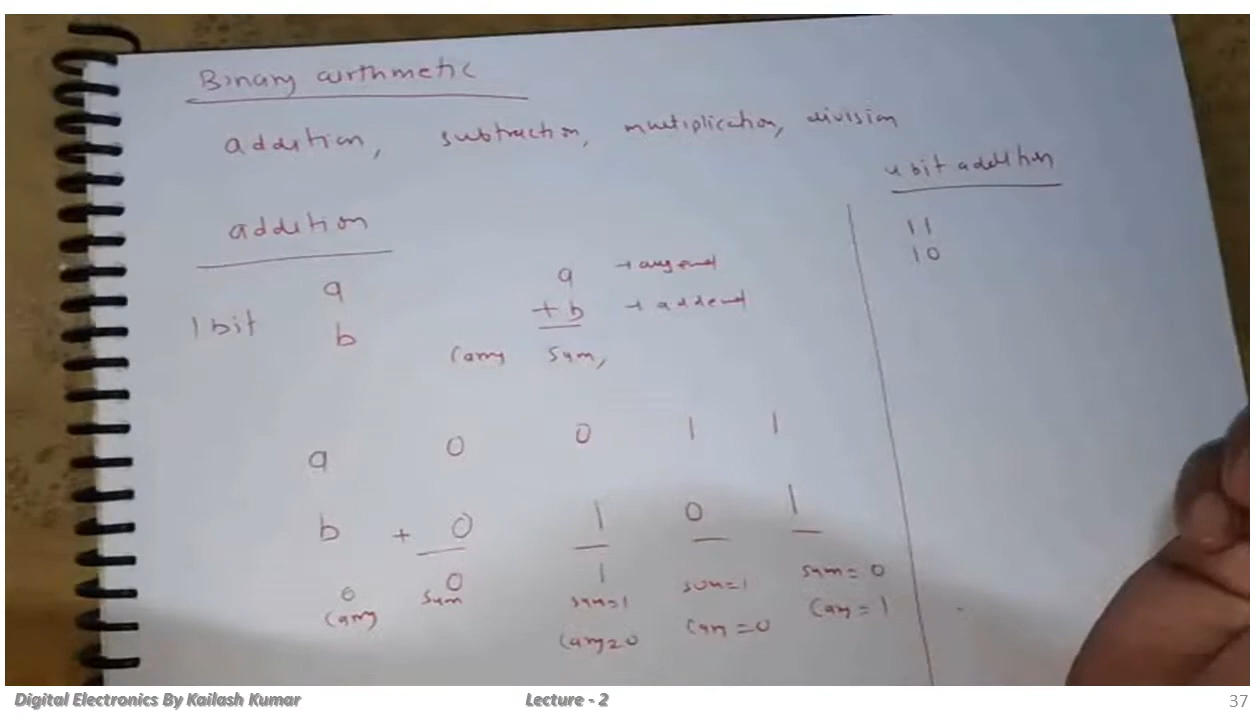 Binary arithmetic
addition, subtraction, multiplication, division
addition
1 bit
a
b
a → augend
+ b → addend
Carry Sum,
a 0 0 1 1
b + 0 1 0 1
0 0 1
Carry Sum sum=1 sum=1 sum=0
Carry=0 Carry=0 Carry=1
4 bit addition
11
10
Digital Electronics By Kailash Kumar Lecture - 2 37